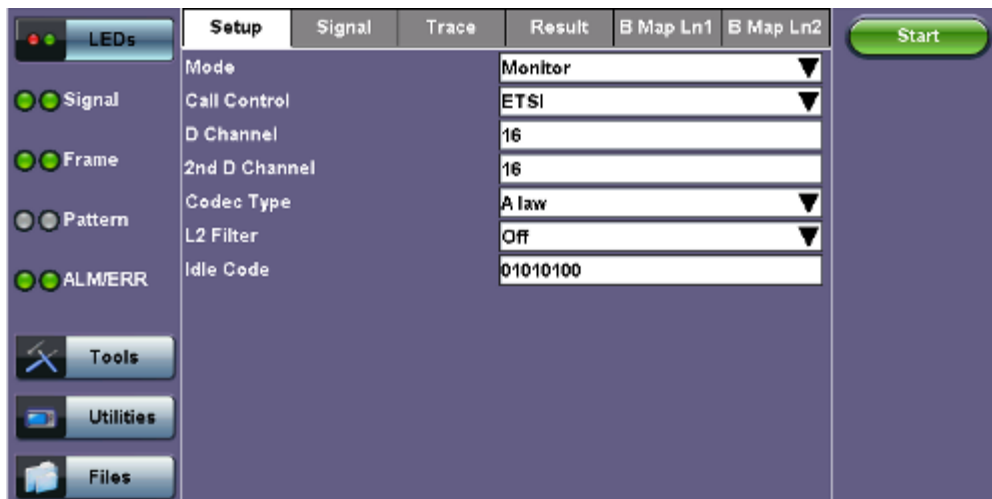 LEDs
Signal
Frame
Pattern
ALM/ERR
Tools
Utilities
Files
Setup Signal Trace Result B Map Ln1 B Map Ln2
Mode Monitor
Call Control ETSI
D Channel 16
2nd D Channel 16
Codec Type A law
L2 Filter Off
Idle Code 01010100
Start